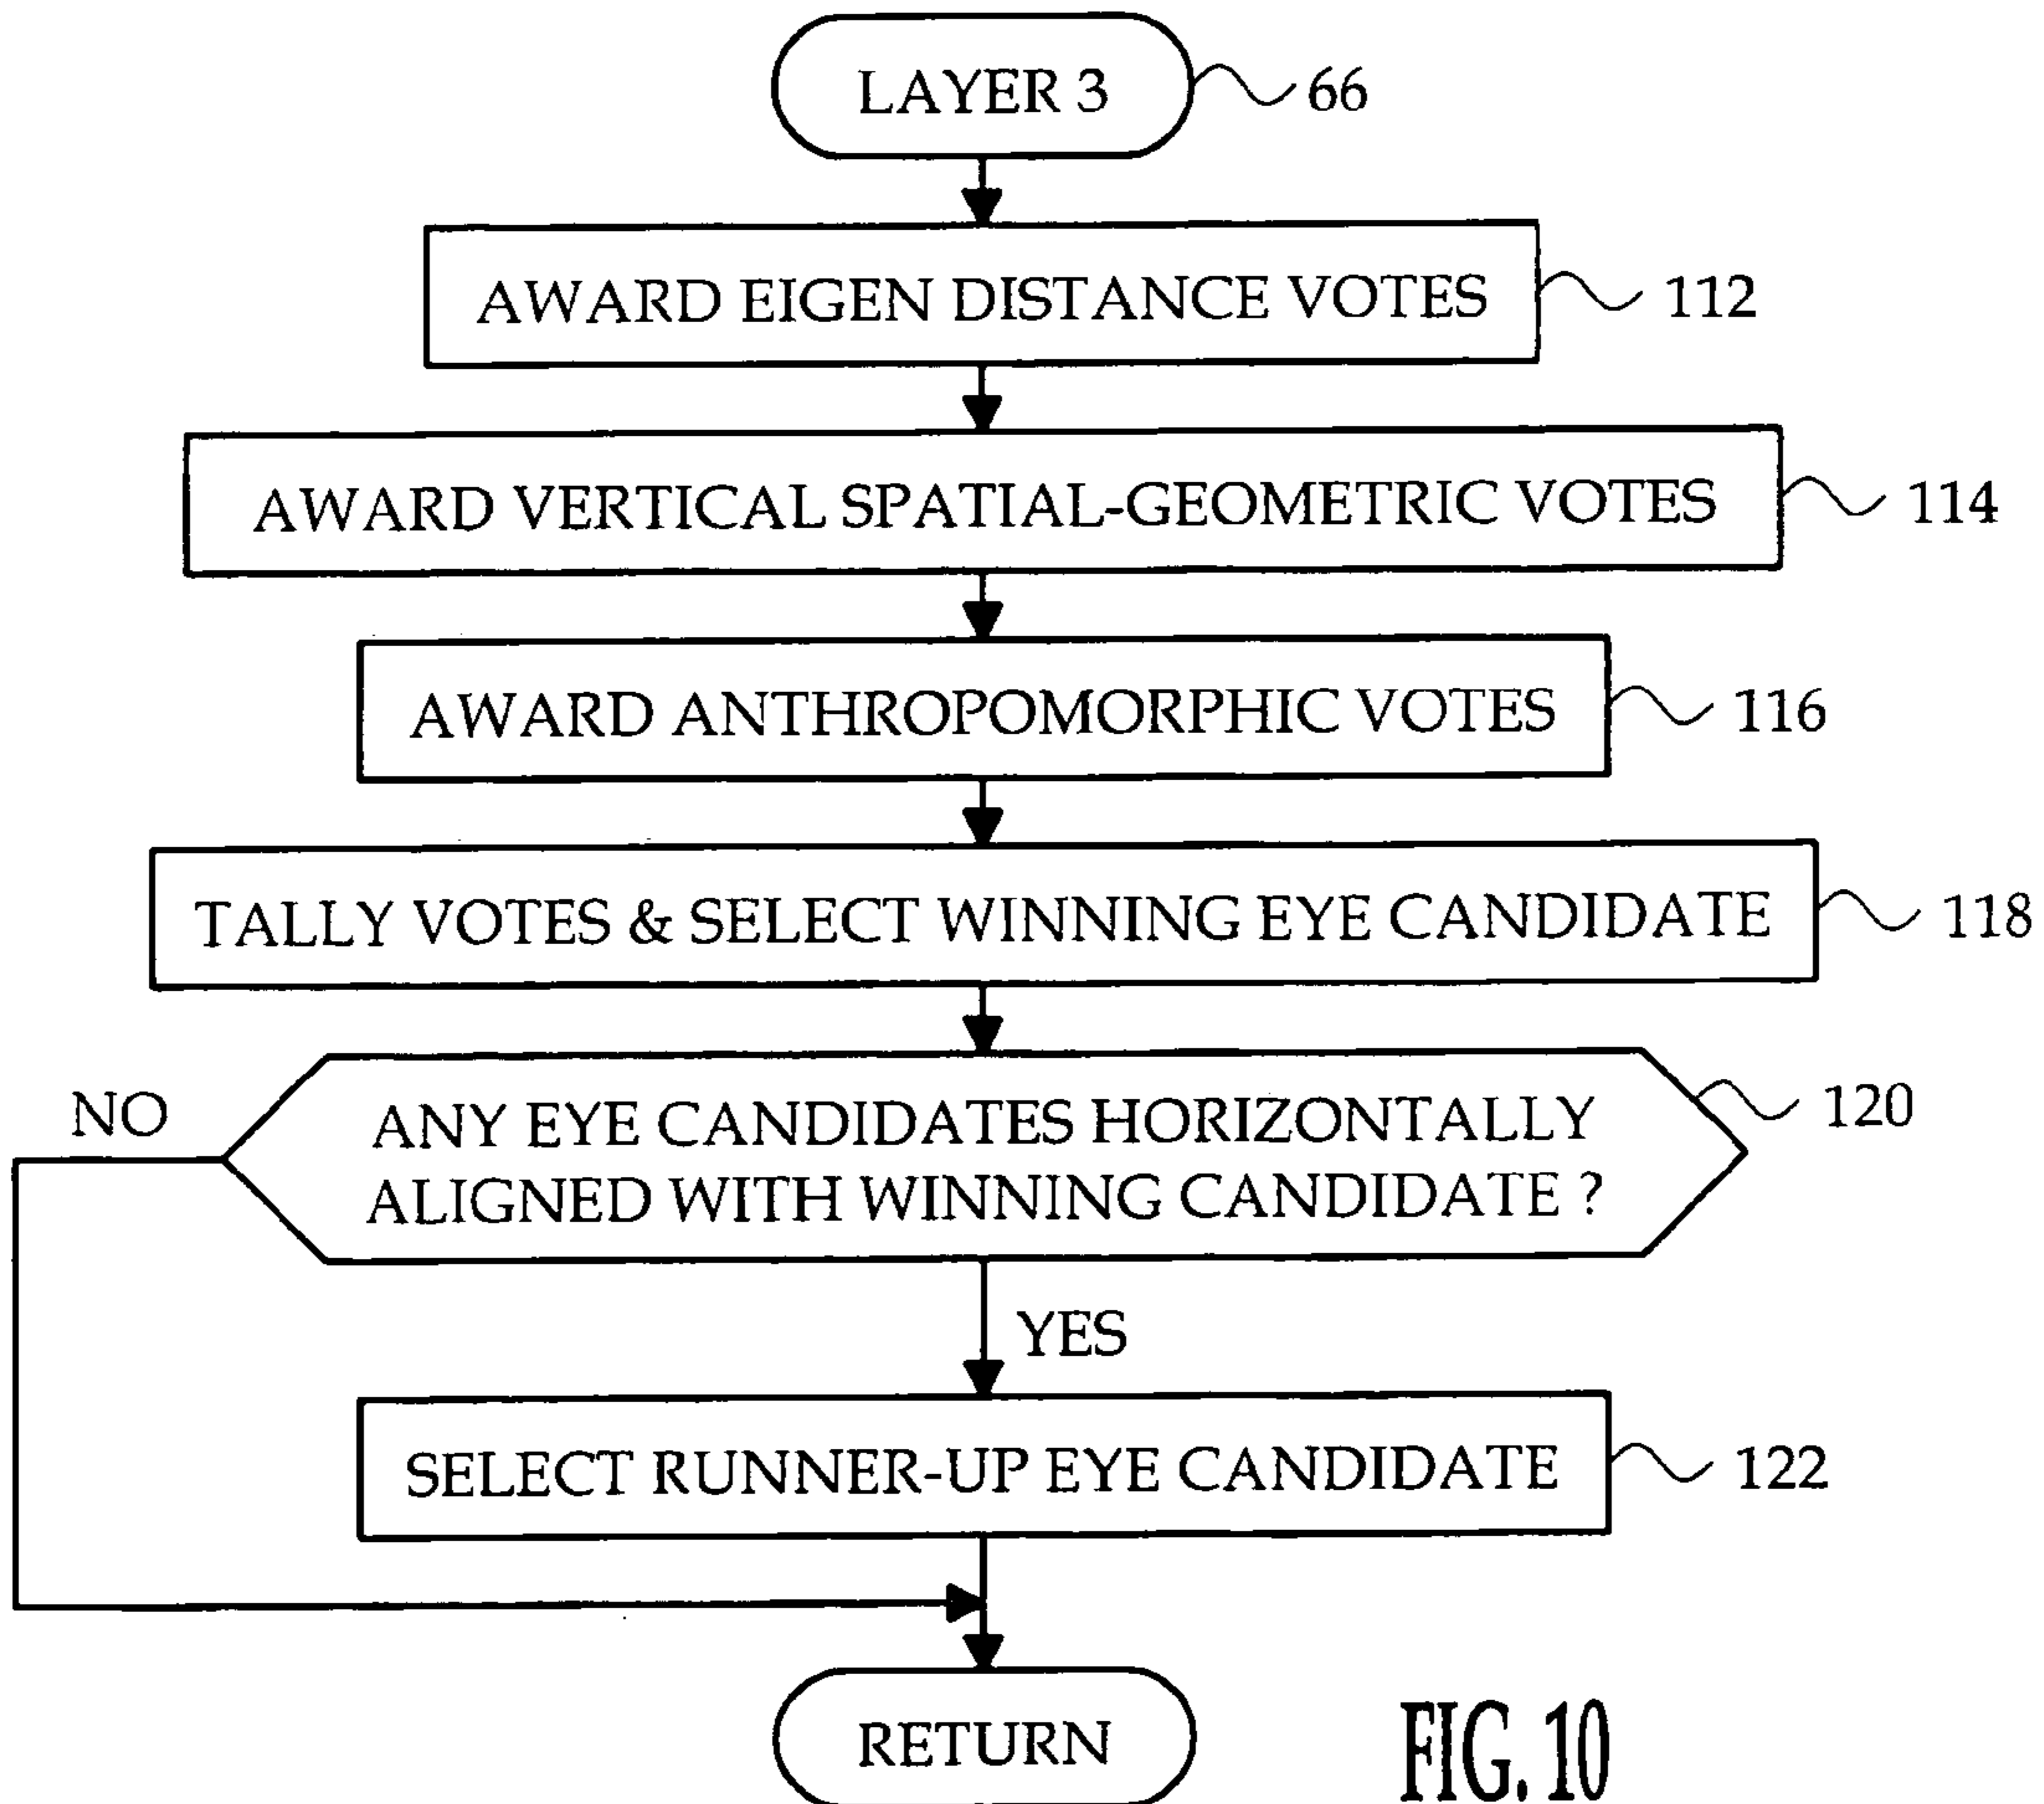 LAYER 3
66
AWARD EIGEN DISTANCE VOTES
112
AWARD VERTICAL SPATIAL-GEOMETRIC VOTES
114
AWARD ANTHROPOMORPHIC VOTES
116
TALLY VOTES & SELECT WINNING EYE CANDIDATE
118
NO
ANY EYE CANDIDATES HORIZONTALLY
ALIGNED WITH WINNING CANDIDATE ?
120
YES
SELECT RUNNER-UP EYE CANDIDATE
122
RETURN
FIG. 10